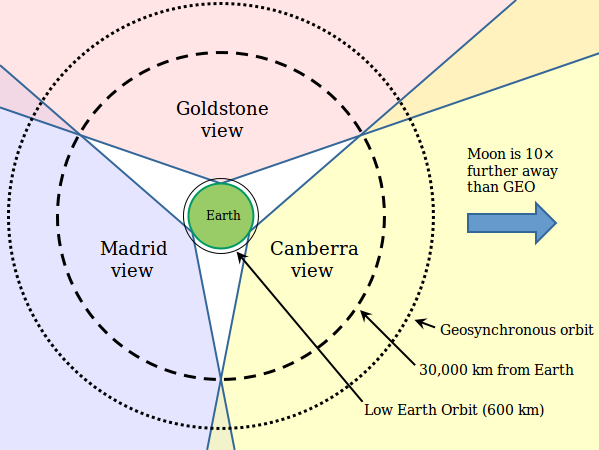 Goldstone
view
Moon is 10×
further away
than GEO
Earth
Madrid
view
Canberra
view
Geosynchronous orbit
30,000 km from Earth
Low Earth Orbit (600 km)